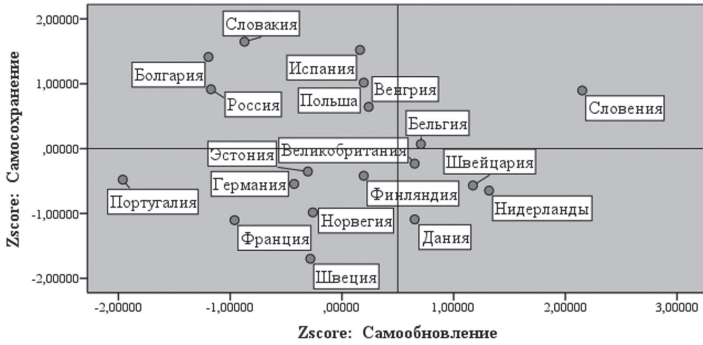 Zscore: Самосохранение
2,00000
1,00000
,00000
-1,00000
-2,00000
Словакия
Болгария
Россия
Испания
Польша
Венгрия
Словения
Бельгия
Эстония
Великобритания
Швейцария
Португалия
Германия
Финляндия
Нидерланды
Франция
Норвегия
Дания
Швеция
-2,00000
-1,00000
,00000
1,00000
2,00000
3,00000
Zscore: Самообновление